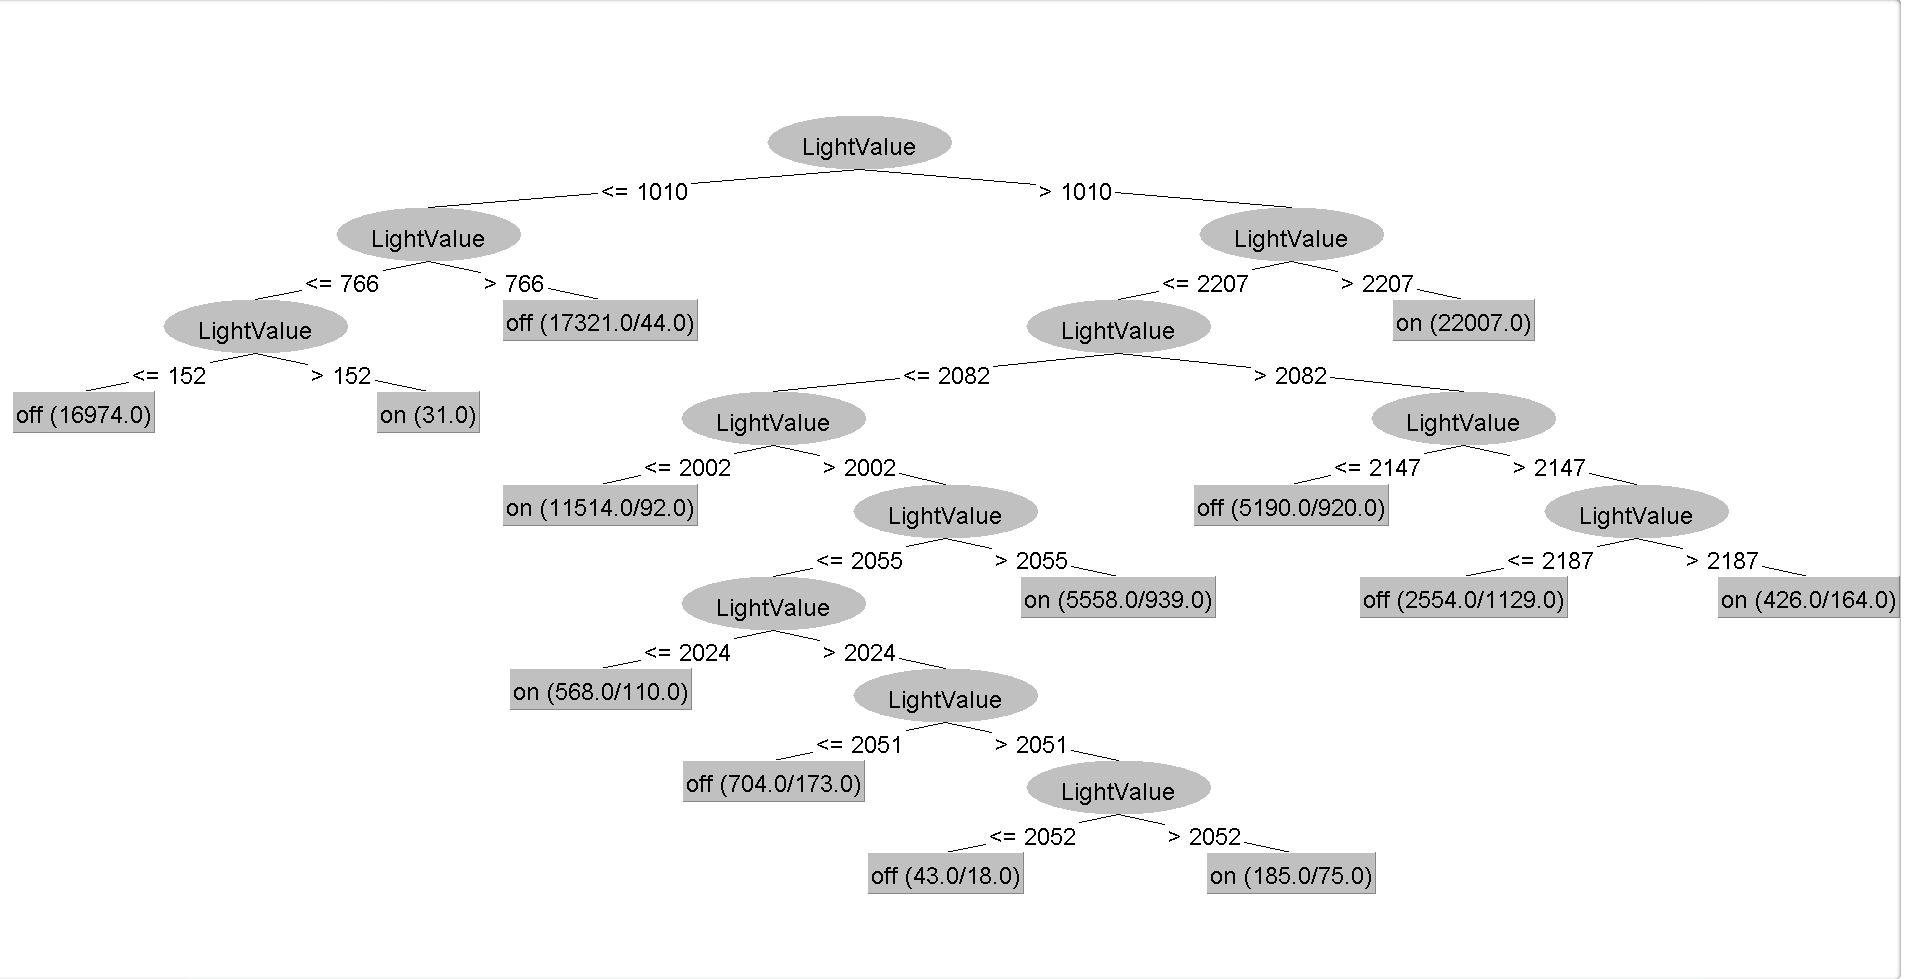 LightValue
<= 1010
> 1010
LightValue
LightValue
<= 766
> 766
<= 2207
> 2207
LightValue
off (17321.0/44.0)
LightValue
on (22007.0)
<= 152
> 152
<= 2082
> 2082
off (16974.0)
on (31.0)
LightValue
LightValue
<= 2002
> 2002
<= 2147
> 2147
on (11514.0/92.0)
LightValue
off (5190.0/920.0)
LightValue
<= 2055
> 2055
<= 2187
> 2187
LightValue
on (5558.0/939.0)
off (2554.0/1129.0)
on (426.0/164.0)
<= 2024
> 2024
on (568.0/110.0)
LightValue
<= 2051
> 2051
off (704.0/173.0)
LightValue
<= 2052
> 2052
off (43.0/18.0)
on (185.0/75.0)